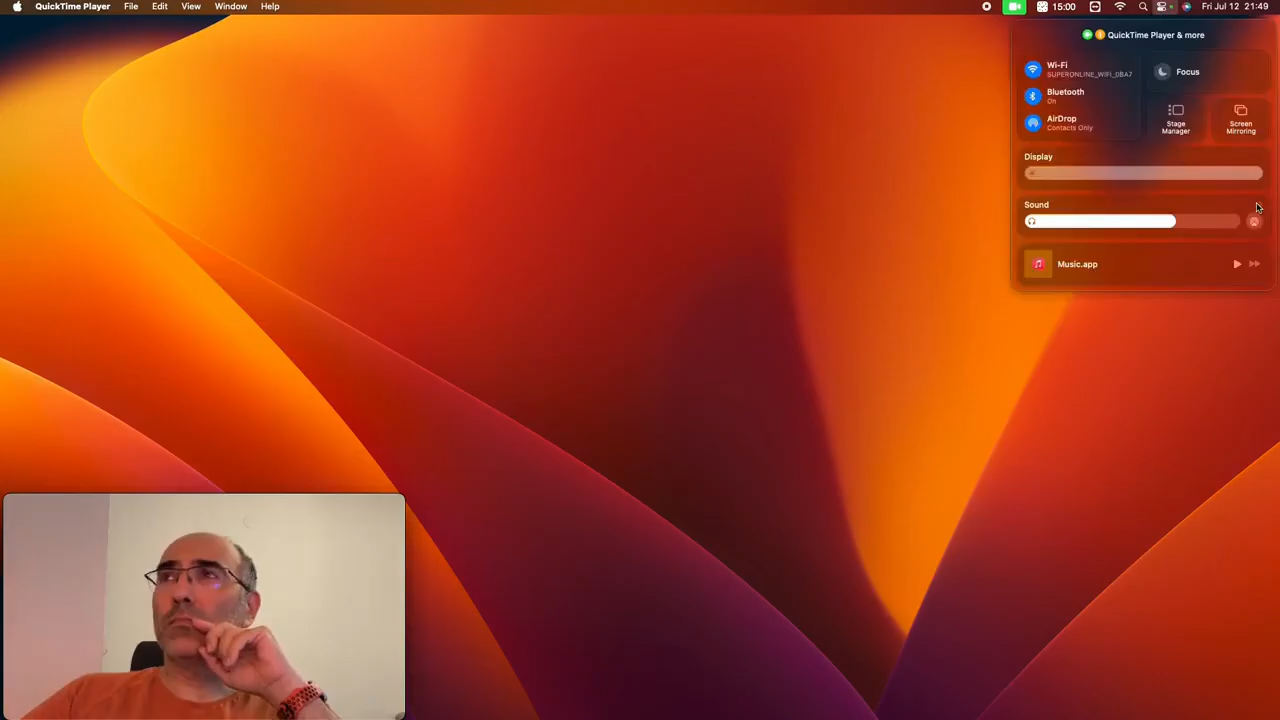 QuickTime Player File Edit View Window Help 15:00 Fri Jul 12 21:49
QuickTime Player & more
Wi-Fi
SUPERONLINE_WIFI_0BA7
Bluetooth
On
AirDrop
Contacts Only
Focus
Stage
Manager
Screen
Mirroring
Display
Sound
Music.app